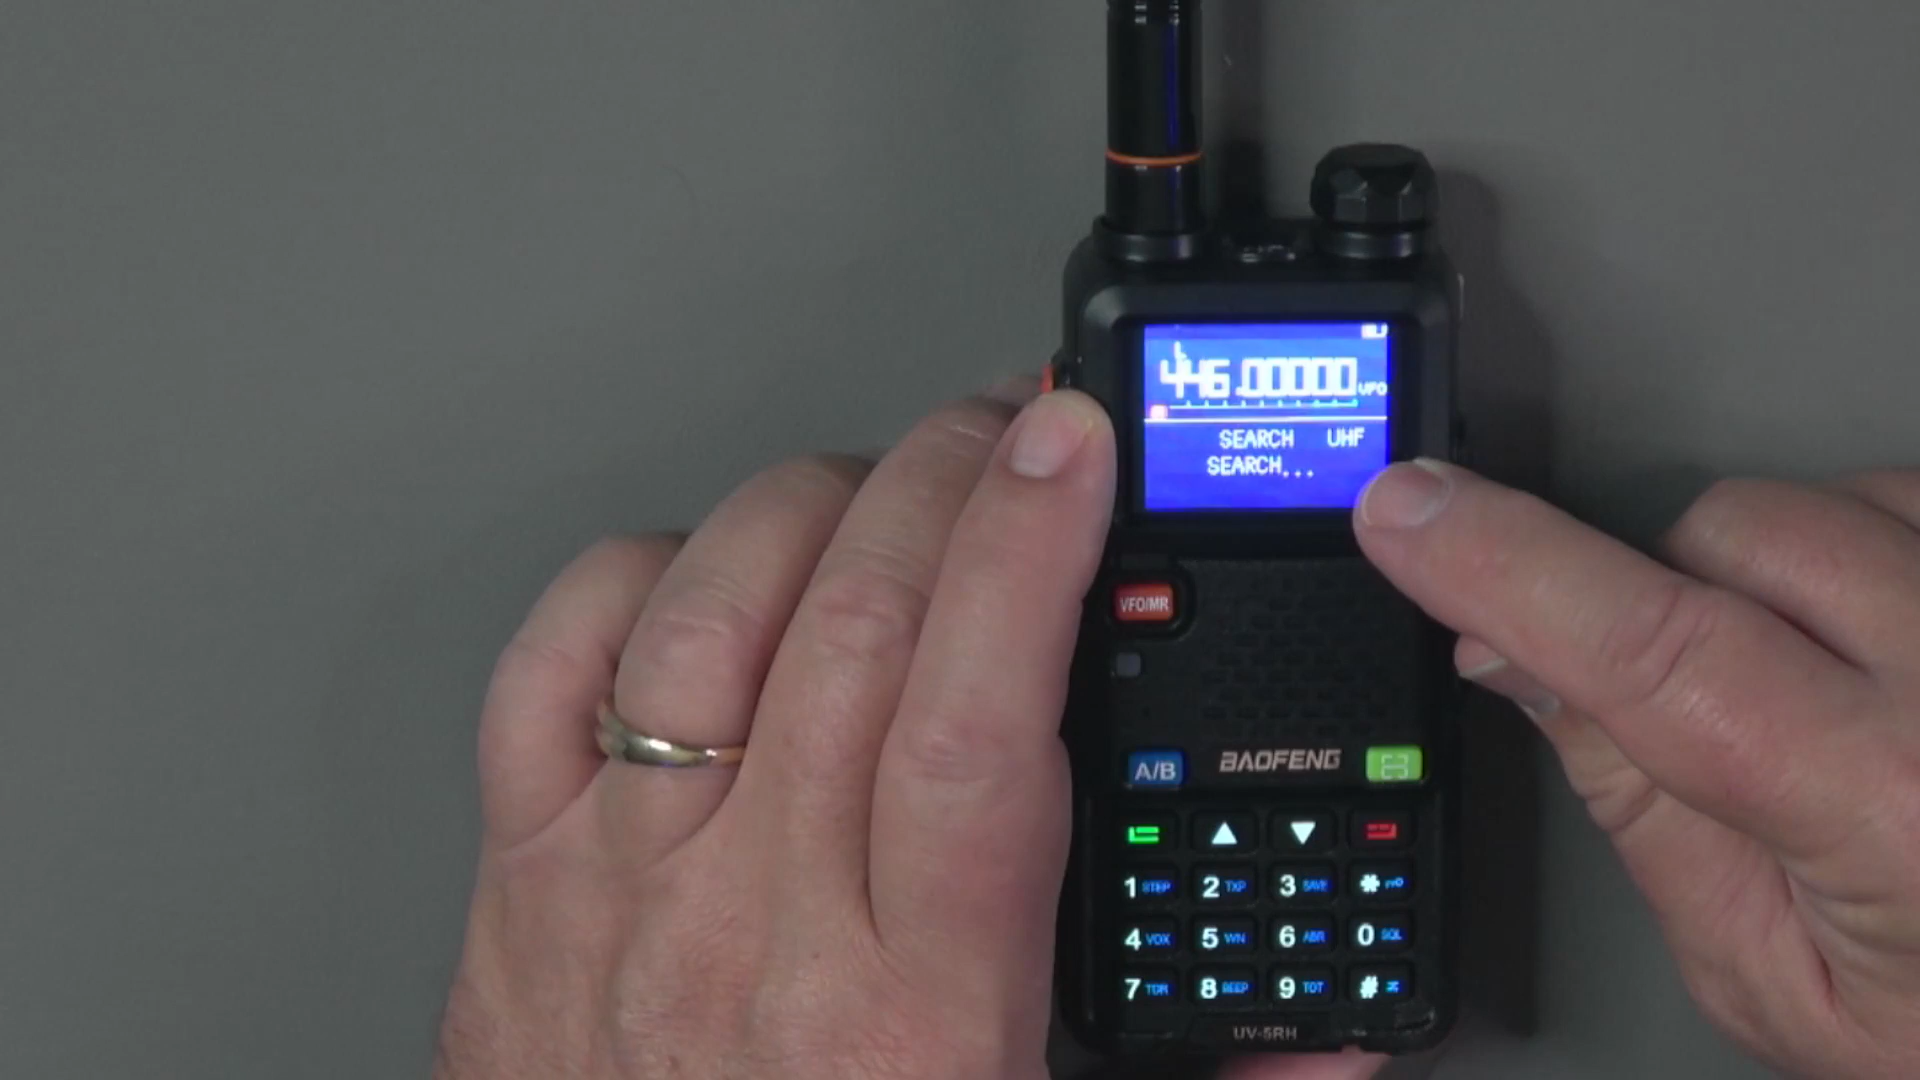 L
446.00000 VFO
SEARCH UHF
SEARCH...
VFO/MR
A/B BAOFENG
1 STEP 2 TXP 3 SAVE *
4 VOX 5 WN 6 ABR 0 SQL
7 TDR 8 BEEP 9 TOT #
UV-5RH